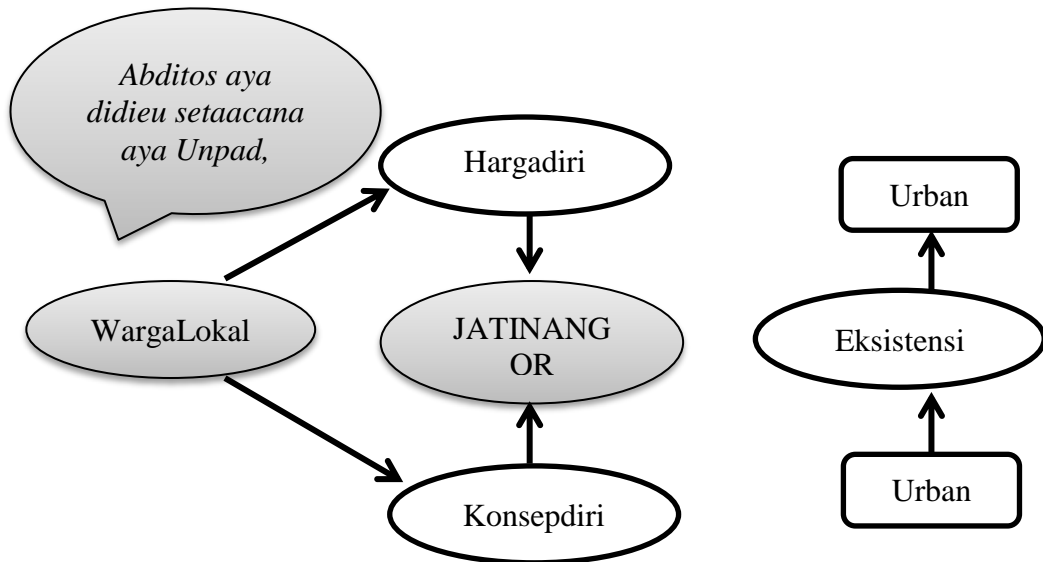 Abditos aya
didieu setaacana
aya Unpad,
Hargadiri
Urban
WargaLokal
JATINANG
OR
Eksistensi
Konsepdiri
Urban